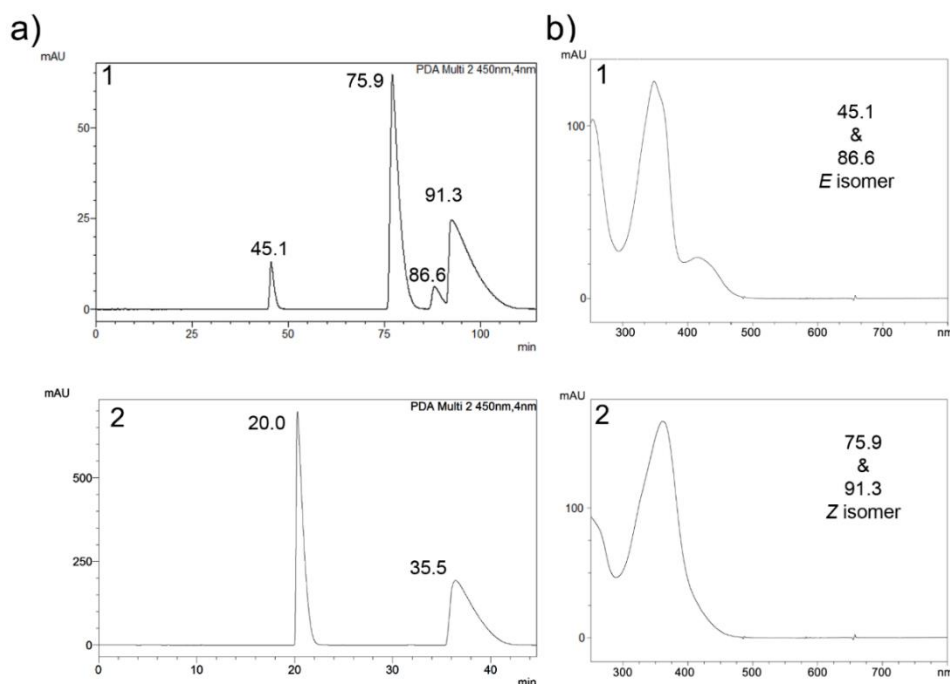 a)
b)
mAU
1
PDA Multi 2 450nm,4nm
75.9
50
25
45.1
91.3
86.6
0
0 25 50 75 100
min
mAU
1
45.1
&
86.6
E isomer
100
0
300 400 500 600 700 nm
mAU
2
PDA Multi 2 450nm,4nm
20.0
500
250
35.5
0
0 10 20 30 40
min
mAU
2
75.9
&
91.3
Z isomer
100
0
300 400 500 600 700 nm